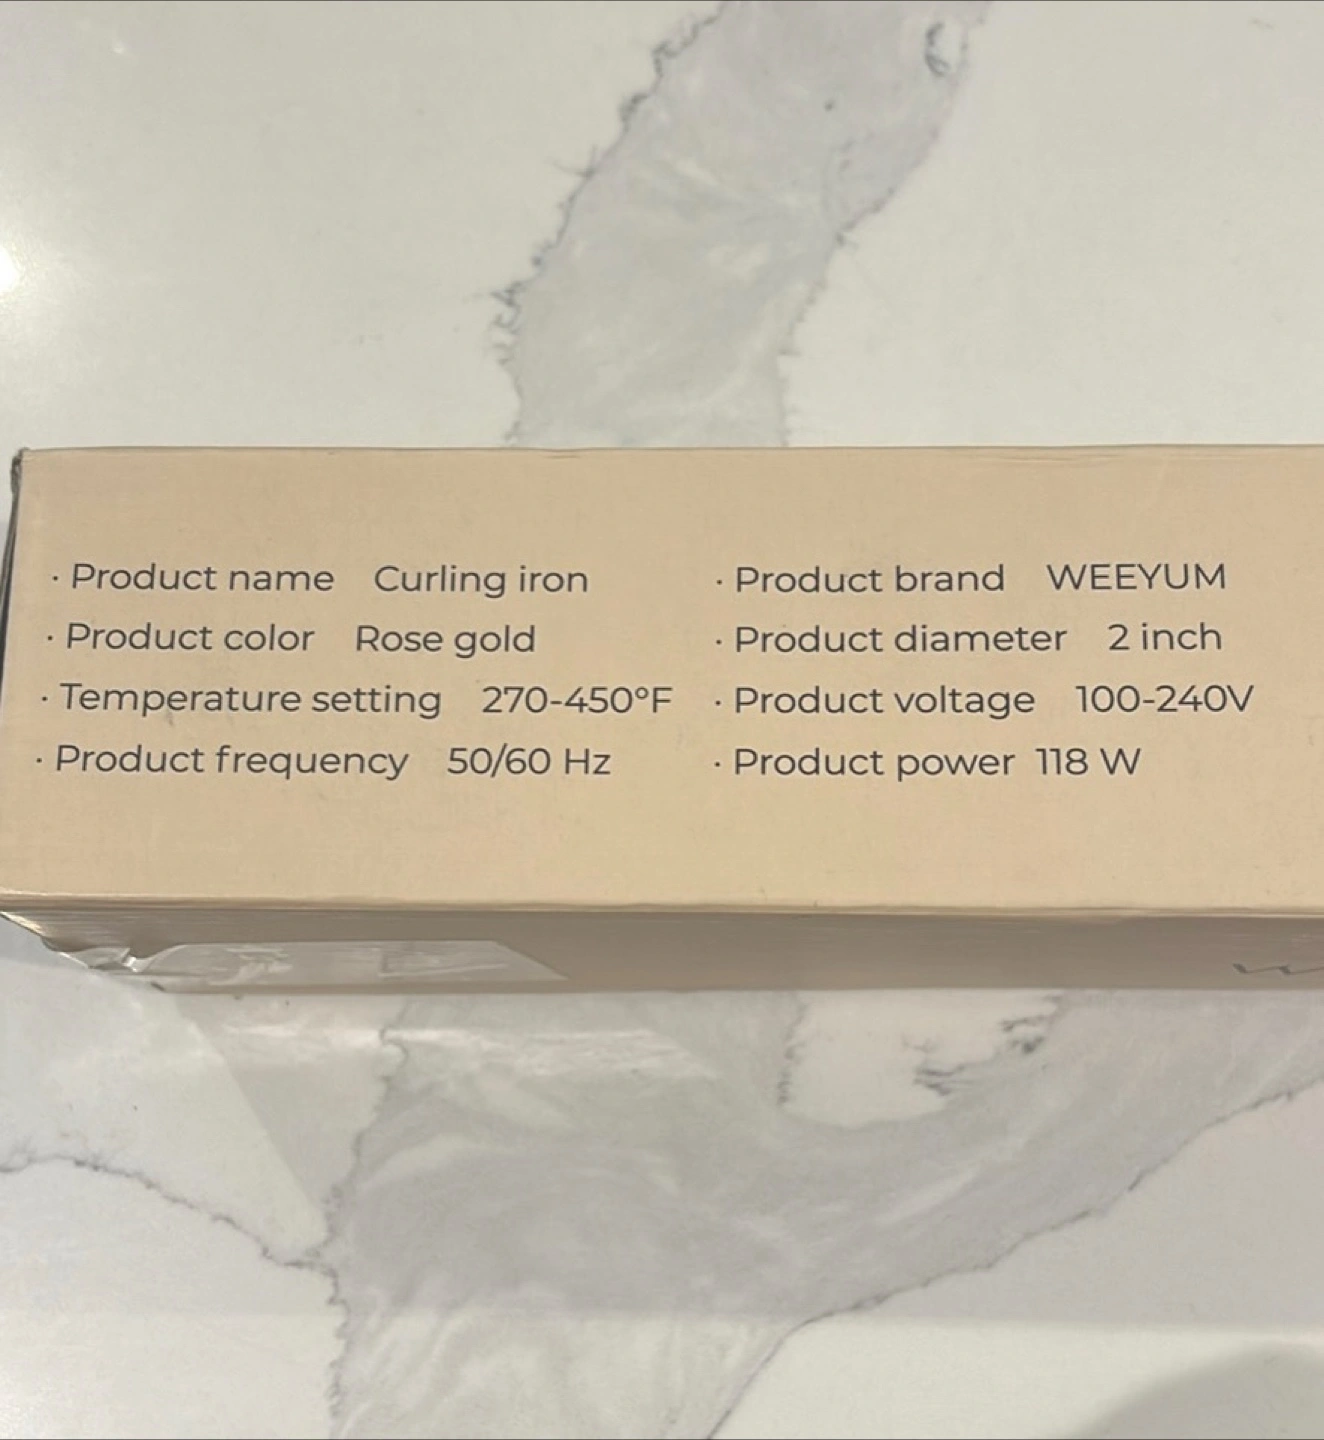 · Product name Curling iron
· Product color Rose gold
· Temperature setting 270-450°F
· Product frequency 50/60 Hz
· Product brand WEEYUM
· Product diameter 2 inch
· Product voltage 100-240V
· Product power 118 W